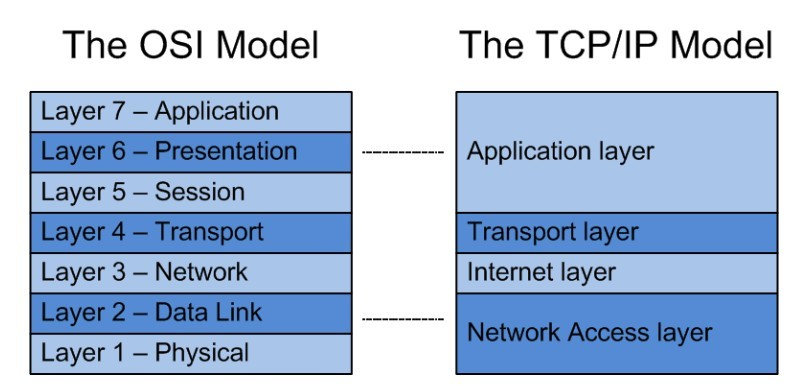 The OSI Model
Layer 7 – Application
Layer 6 – Presentation
Layer 5 – Session
Layer 4 – Transport
Layer 3 – Network
Layer 2 – Data Link
Layer 1 – Physical
The TCP/IP Model
Application layer
Transport layer
Internet layer
Network Access layer